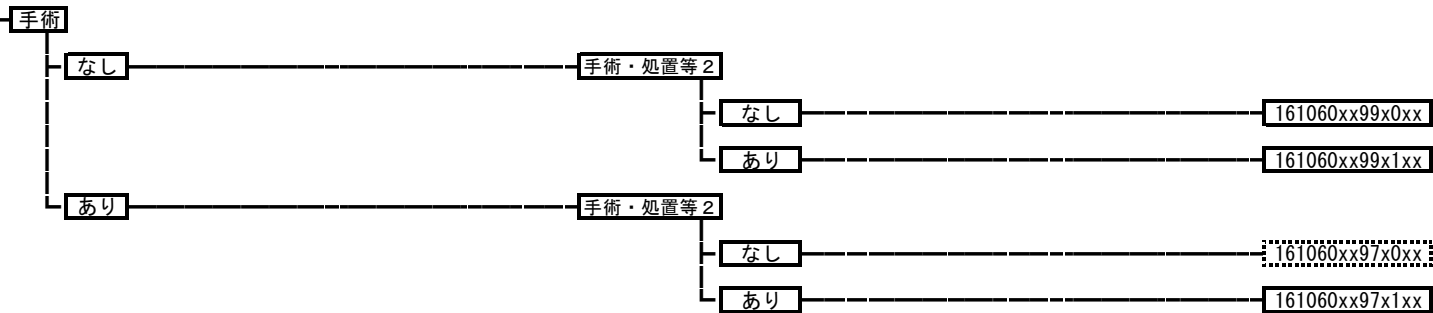 手術
なし 手術・処置等2
なし 161060xx99x0xx
あり 161060xx99x1xx
あり 手術・処置等2
なし 161060xx97x0xx
あり 161060xx97x1xx